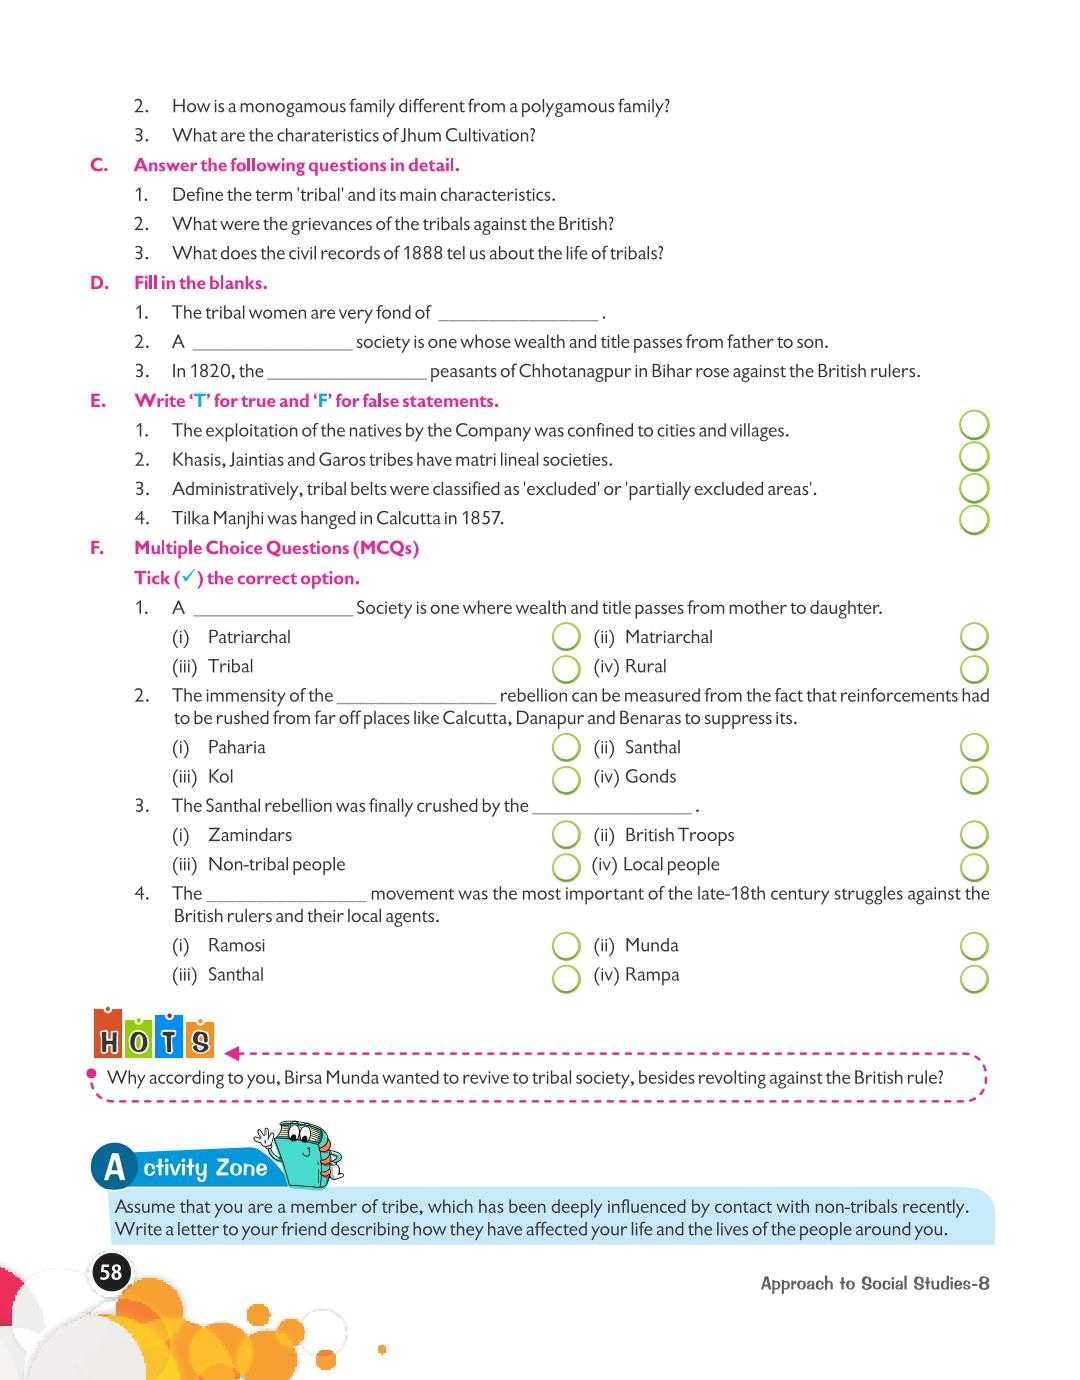 2. How is a monogamous family different from a polygamous family?
3. What are the charateristics of Jhum Cultivation?
C. Answer the following questions in detail.
1. Define the term 'tribal' and its main characteristics.
2. What were the grievances of the tribals against the British?
3. What does the civil records of 1888 tel us about the life of tribals?
D. Fill in the blanks.
1. The tribal women are very fond of ________________ .
2. A ________________ society is one whose wealth and title passes from father to son.
3. In 1820, the ________________ peasants of Chhotanagpur in Bihar rose against the British rulers.
E. Write ‘T’ for true and ‘F’ for false statements.
1. The exploitation of the natives by the Company was confined to cities and villages.
2. Khasis, Jaintias and Garos tribes have matri lineal societies.
3. Administratively, tribal belts were classified as 'excluded' or 'partially excluded areas'.
4. Tilka Manjhi was hanged in Calcutta in 1857.
F. Multiple Choice Questions (MCQs)
Tick (✓) the correct option.
1. A ________________ Society is one where wealth and title passes from mother to daughter.
(i) Patriarchal (ii) Matriarchal
(iii) Tribal (iv) Rural
2. The immensity of the ________________ rebellion can be measured from the fact that reinforcements had
to be rushed from far off places like Calcutta, Danapur and Benaras to suppress its.
(i) Paharia (ii) Santhal
(iii) Kol (iv) Gonds
3. The Santhal rebellion was finally crushed by the ________________ .
(i) Zamindars (ii) British Troops
(iii) Non-tribal people (iv) Local people
4. The ________________ movement was the most important of the late-18th century struggles against the
British rulers and their local agents.
(i) Ramosi (ii) Munda
(iii) Santhal (iv) Rampa
HOTS
Why according to you, Birsa Munda wanted to revive to tribal society, besides revolting against the British rule?
Activity Zone
Assume that you are a member of tribe, which has been deeply influenced by contact with non-tribals recently.
Write a letter to your friend describing how they have affected your life and the lives of the people around you.
58
Approach to Social Studies-8